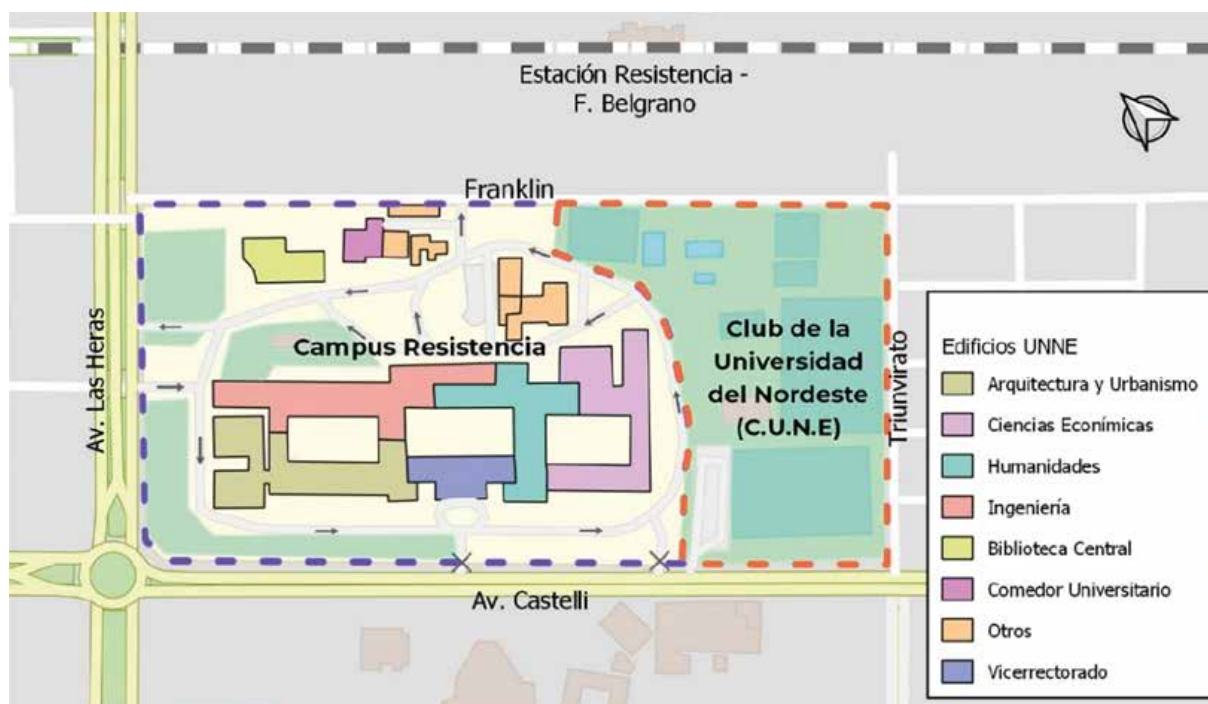 Estación Resistencia -
F. Belgrano
Franklin
Av. Las Heras
Campus Resistencia
Club de la
Universidad
del Nordeste
(C.U.N.E)
Triunvirato
Av. Castelli
Edificios UNNE
Arquitectura y Urbanismo
Ciencias Económicas
Humanidades
Ingeniería
Biblioteca Central
Comedor Universitario
Otros
Vicerrectorado